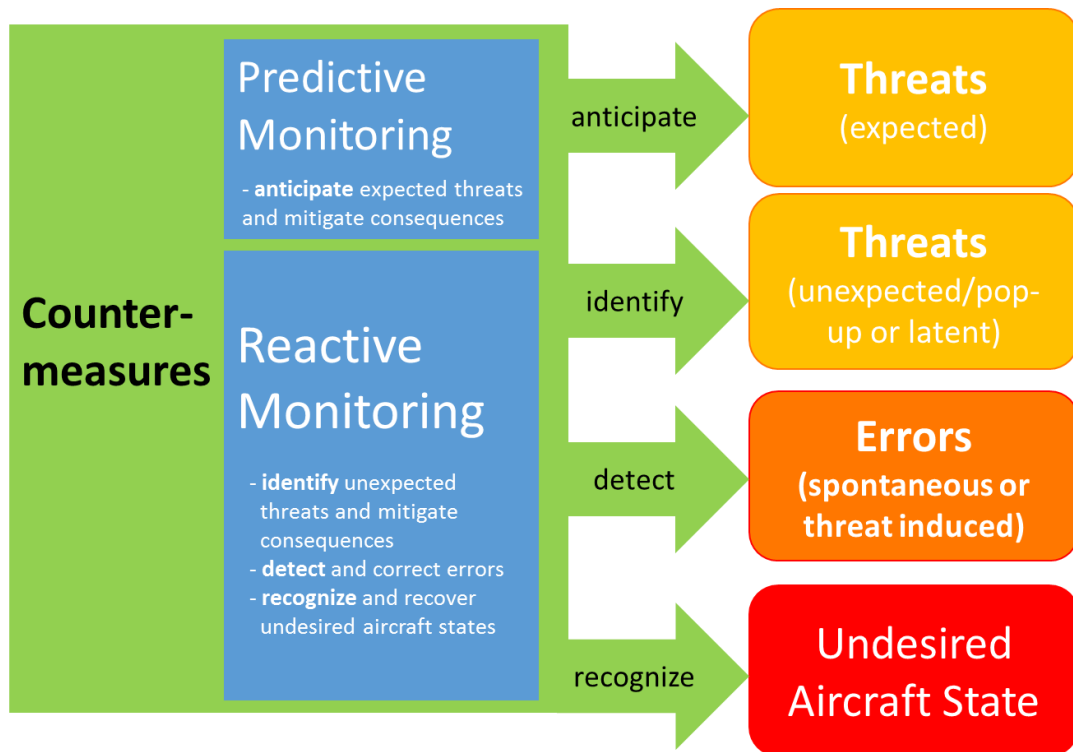 Predictive
Monitoring
- anticipate expected threats
and mitigate consequences
Counter-
measures
Reactive
Monitoring
- identify unexpected
threats and mitigate
consequences
- detect and correct errors
- recognize and recover
undesired aircraft states
anticipate
identify
detect
recognize
Threats
(expected)
Threats
(unexpected/pop-
up or latent)
Errors
(spontaneous or
threat induced)
Undesired
Aircraft State